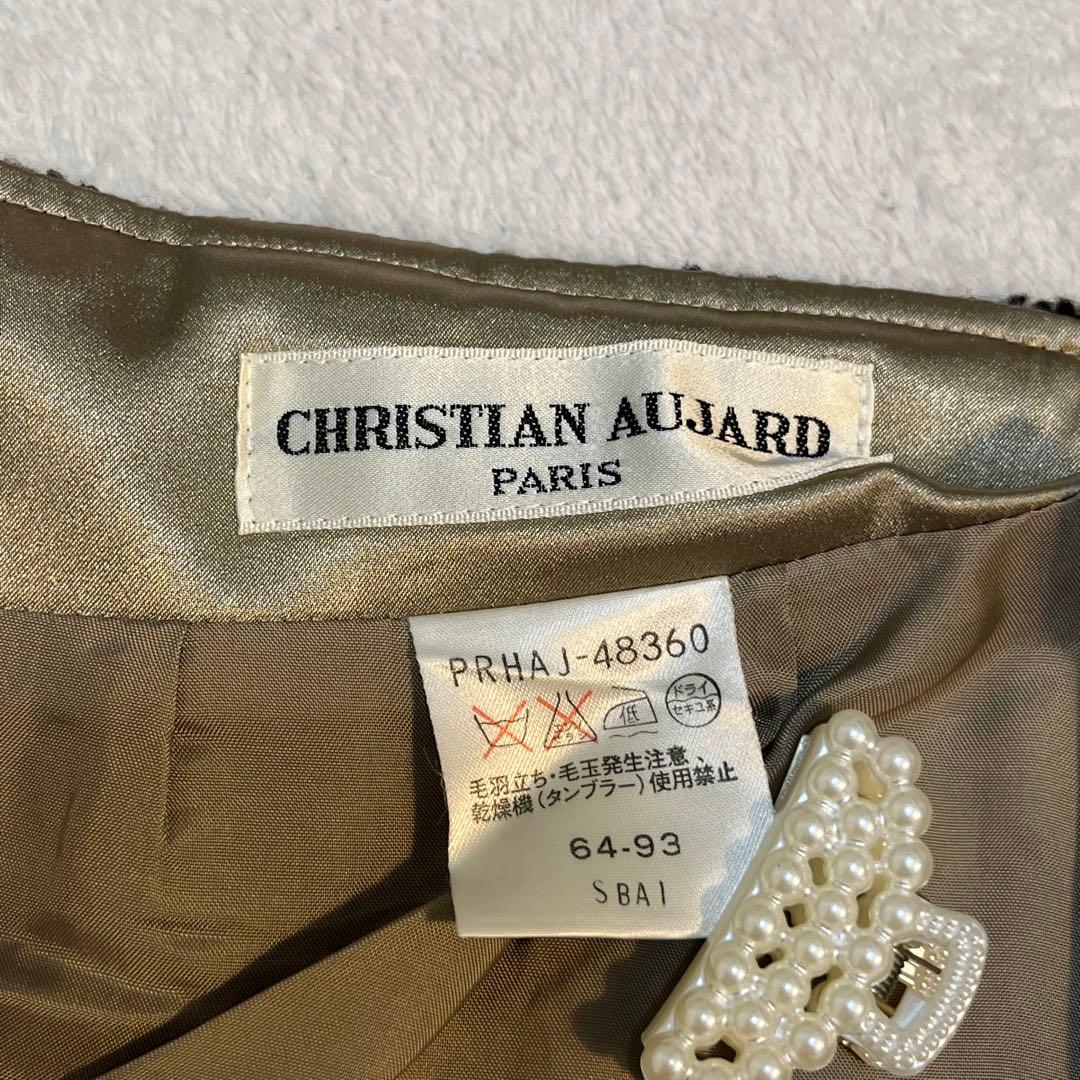 CHRISTIAN AUJARD
PARIS
PRHAJ-48360
低
ドライ
セキユ系
毛羽立ち・毛玉発生注意、
乾燥機(タンブラー)使用禁止
64-93
SBAI